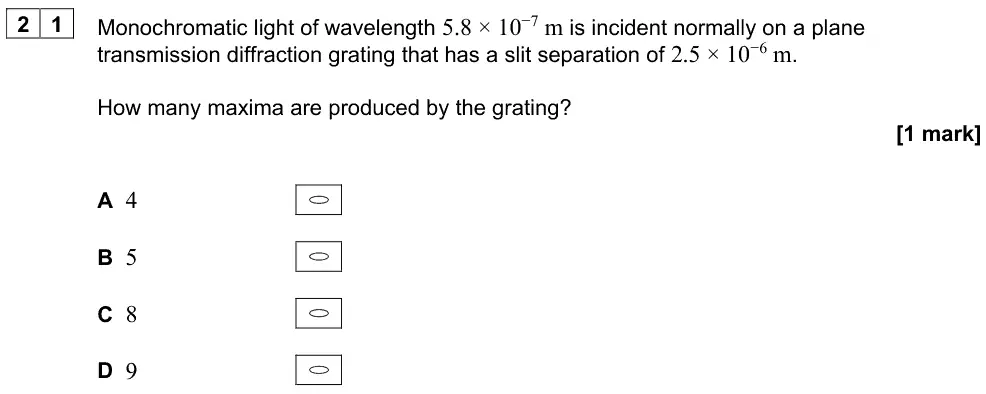 2 1 Monochromatic light of wavelength 5.8 × 10⁻⁷ m is incident normally on a plane
transmission diffraction grating that has a slit separation of 2.5 × 10⁻⁶ m.
How many maxima are produced by the grating?
[1 mark]
A 4
B 5
C 8
D 9